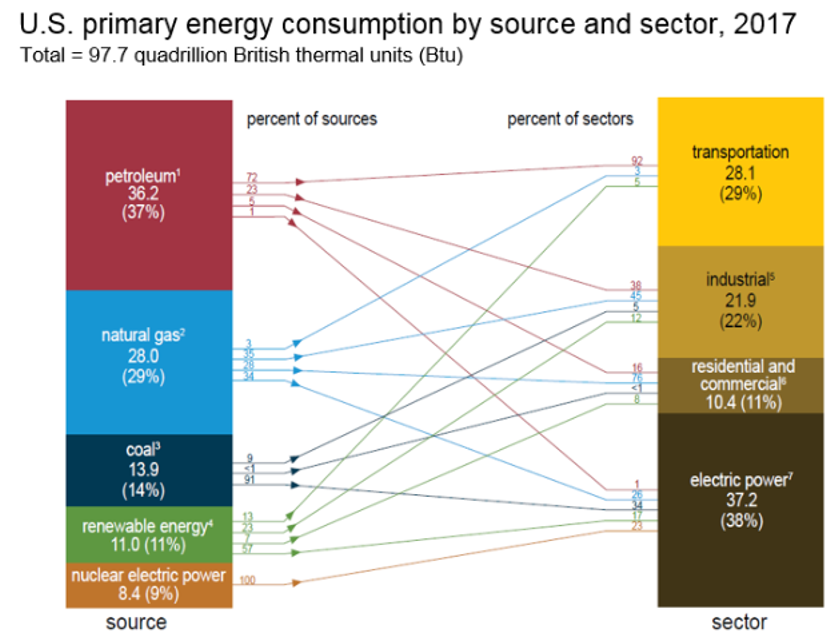 U.S. primary energy consumption by source and sector, 2017
Total = 97.7 quadrillion British thermal units (Btu)
percent of sources
percent of sectors
petroleum¹
36.2
(37%)
72
23
5
1
natural gas²
28.0
(29%)
3
35
28
34
coal³
13.9
(14%)
9
<1
91
renewable energy⁴
11.0 (11%)
13
23
7
57
nuclear electric power
8.4 (9%)
100
source
92
3
5
transportation
28.1
(29%)
38
45
5
12
industrial⁵
21.9
(22%)
16
76
<1
8
residential and
commercial⁶
10.4 (11%)
1
26
34
17
23
electric power⁷
37.2
(38%)
sector